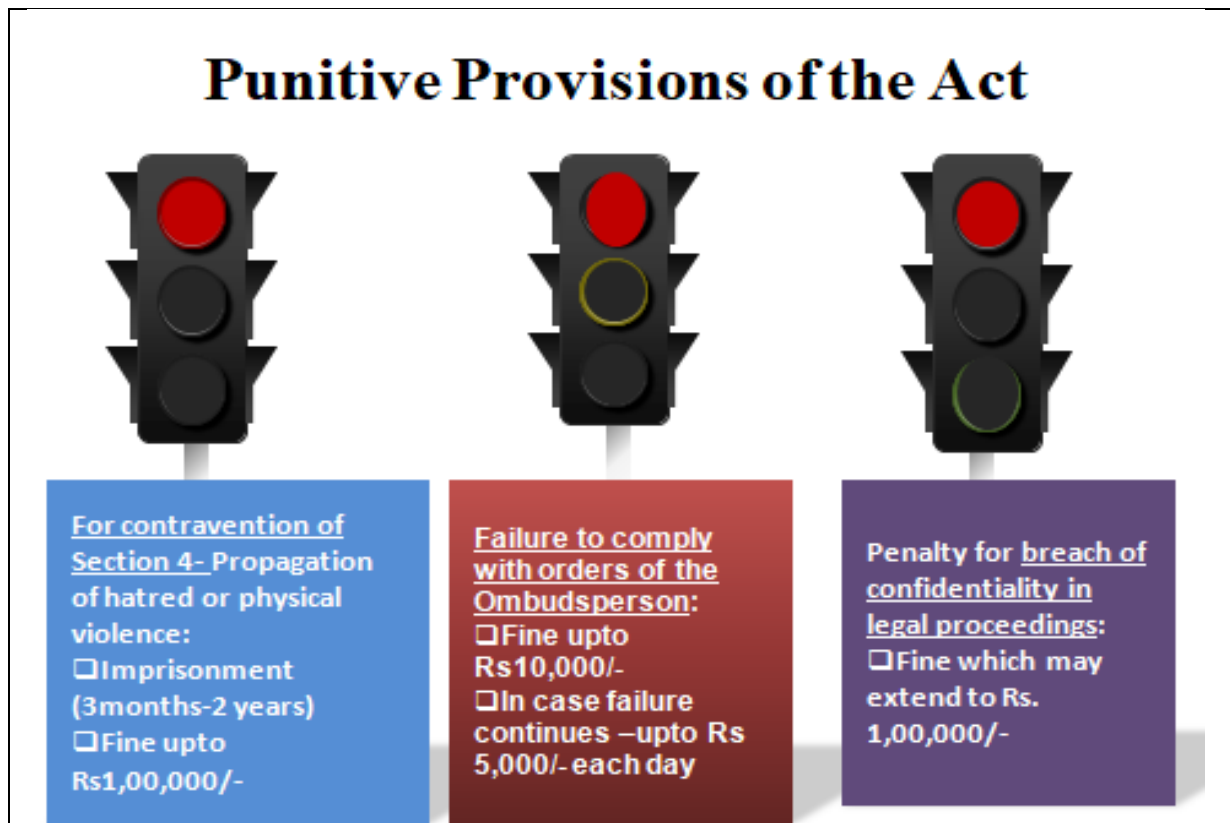 Punitive Provisions of the Act
For contravention of
Section 4- Propagation
of hatred or physical
violence:
❑Imprisonment
(3months-2 years)
❑Fine upto
Rs1,00,000/-
Failure to comply
with orders of the
Ombudsperson:
❑Fine upto
Rs10,000/-
❑In case failure
continues –upto Rs
5,000/- each day
Penalty for breach of
confidentiality in
legal proceedings:
❑Fine which may
extend to Rs.
1,00,000/-